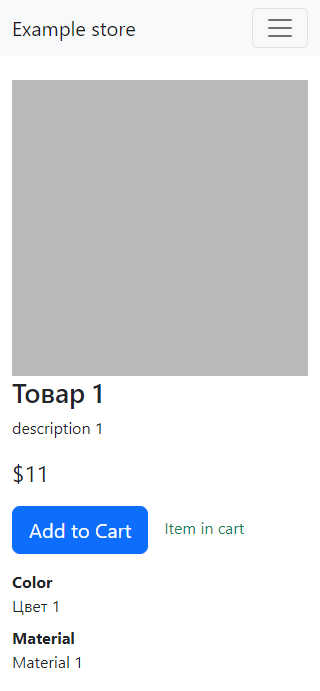 Example store
Товар 1
description 1
$11
Add to Cart
Item in cart
Color
Цвет 1
Material
Material 1